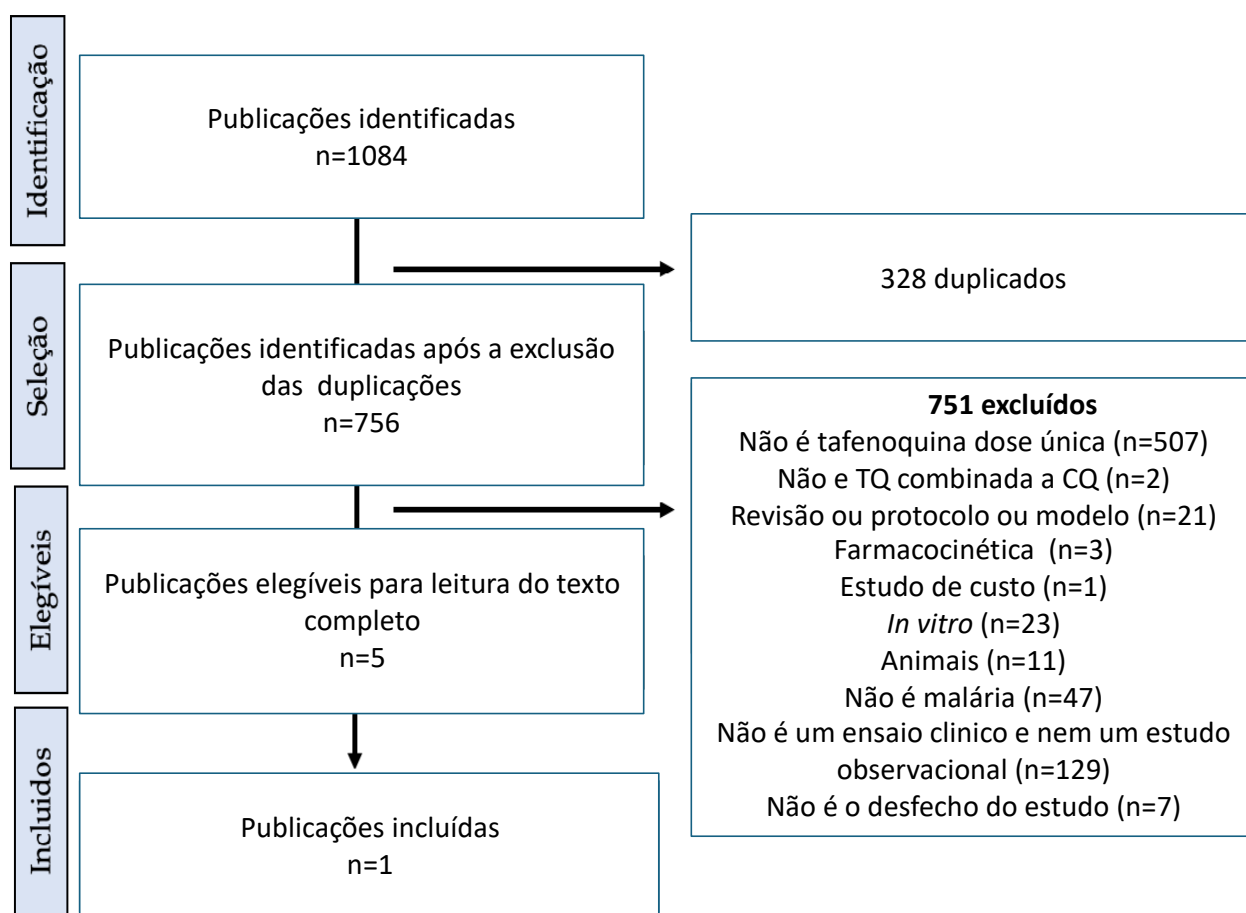 Identificação
Publicações identificadas
n=1084
328 duplicados
Seleção
Publicações identificadas após a exclusão
das duplicações
n=756
751 excluídos
Não é tafenoquina dose única (n=507)
Não e TQ combinada a CQ (n=2)
Revisão ou protocolo ou modelo (n=21)
Farmacocinética (n=3)
Estudo de custo (n=1)
In vitro (n=23)
Animais (n=11)
Não é malária (n=47)
Não é um ensaio clinico e nem um estudo
observacional (n=129)
Não é o desfecho do estudo (n=7)
Elegíveis
Publicações elegíveis para leitura do texto
completo
n=5
Incluidos
Publicações incluídas
n=1